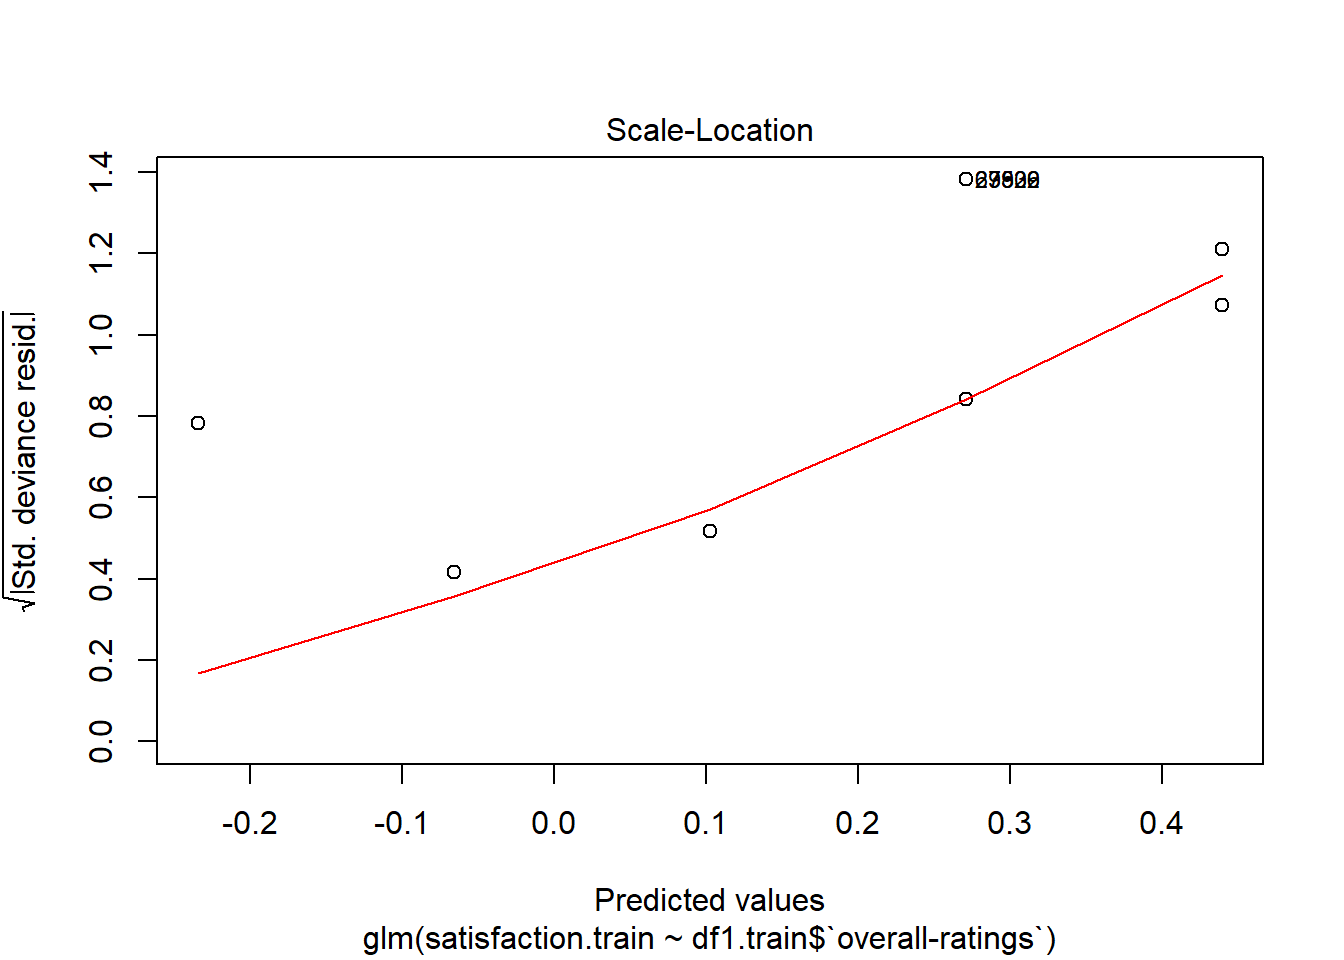 Scale-Location
√|Std. deviance resid.|
1.4
1.2
1.0
0.8
0.6
0.4
0.2
0.0
-0.2 -0.1 0.0 0.1 0.2 0.3 0.4
Predicted values
glm(satisfaction.train ~ df1.train$`overall-ratings`)